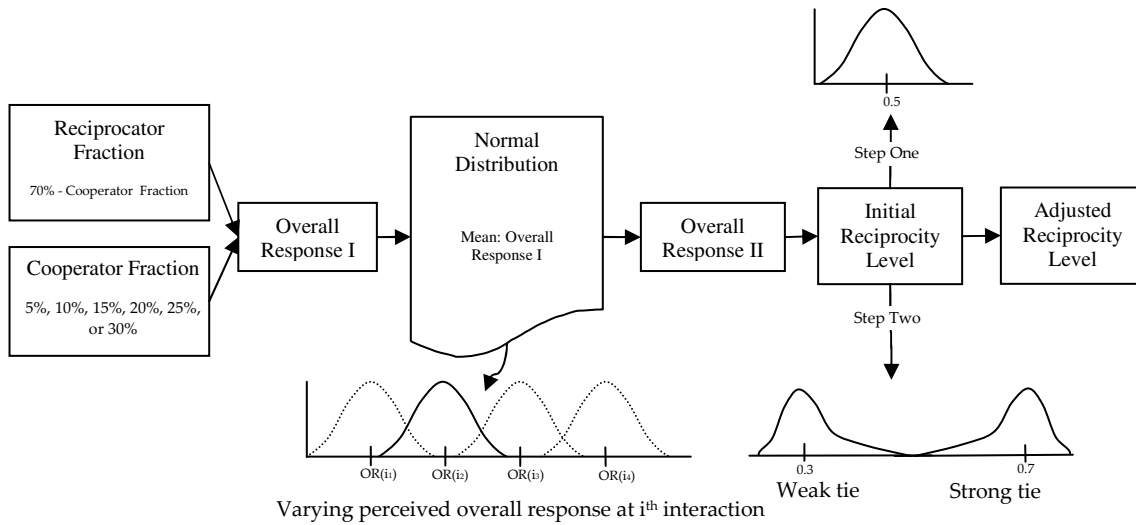 Reciprocator
Fraction
70% - Cooperator Fraction
Cooperator Fraction
5%, 10%, 15%, 20%, 25%,
or 30%
Overall
Response I
Normal
Distribution
Mean: Overall
Response I
Overall
Response II
0.5
Step One
Initial
Reciprocity
Level
Step Two
Adjusted
Reciprocity
Level
OR(i₁)
OR(i₂)
OR(i₃)
OR(i₄)
Varying perceived overall response at iᵗʰ interaction
0.3
0.7
Weak tie
Strong tie